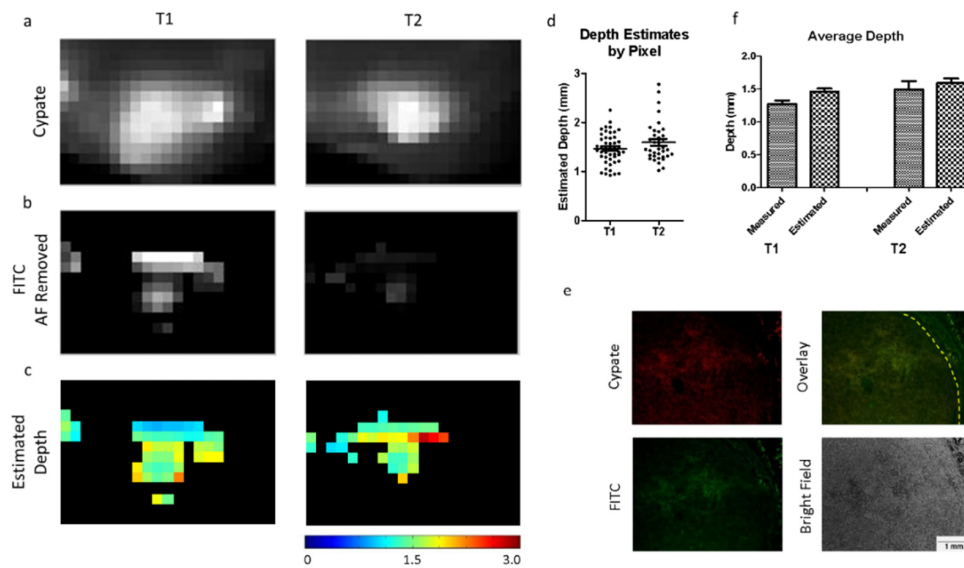 a
T1
T2
Cypate
b
FITC
AF Removed
c
Estimated
Depth
0
1.5
3.0
d
Depth Estimates
by Pixel
Estimated Depth (mm)
3
2
1
0
T1
T2
f
Average Depth
Depth (mm)
2.0
1.5
1.0
0.5
0.0
Measured
Estimated
Measured
Estimated
T1
T2
e
Cypate
Overlay
FITC
Bright Field
1 mm